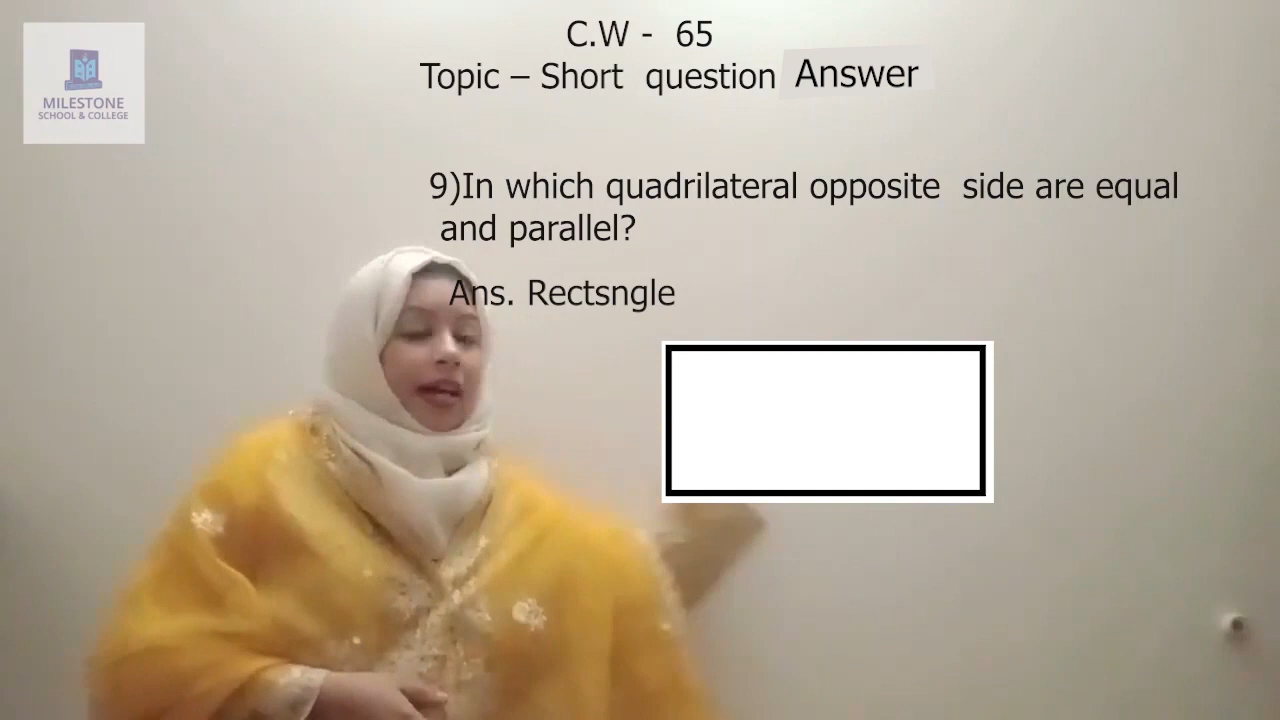 MILESTONE
SCHOOL & COLLEGE
C.W - 65
Topic – Short question Answer
9)In which quadrilateral opposite side are equal
and parallel?
Ans. Rectsngle